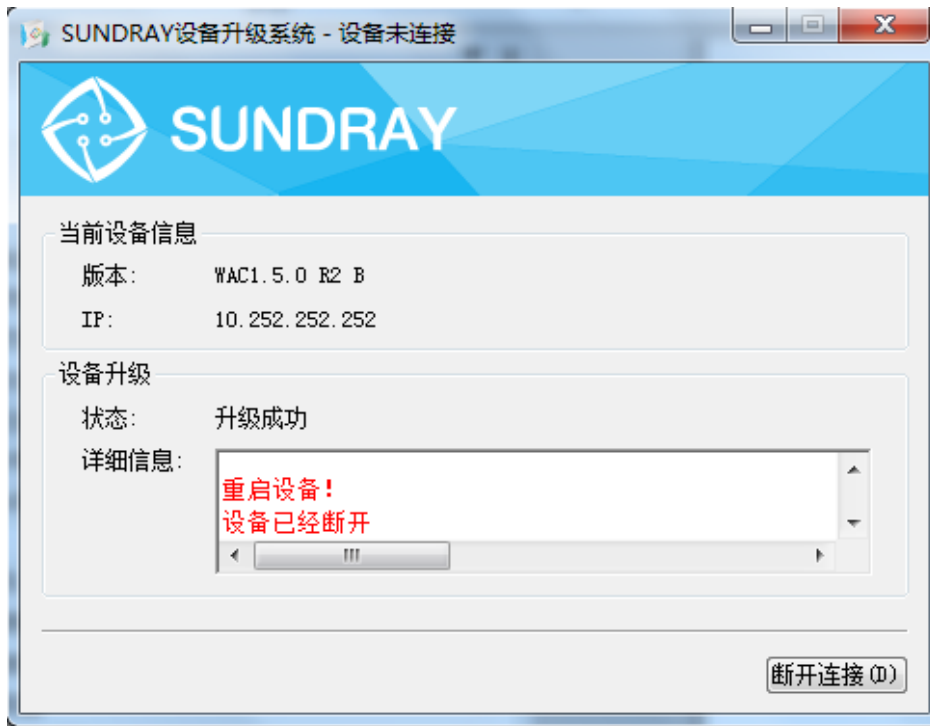 SUNDRAY设备升级系统 - 设备未连接
SUNDRAY
当前设备信息
版本: WAC1.5.0 R2 B
IP: 10.252.252.252
设备升级
状态: 升级成功
详细信息:
重启设备!
设备已经断开
断开连接(D)